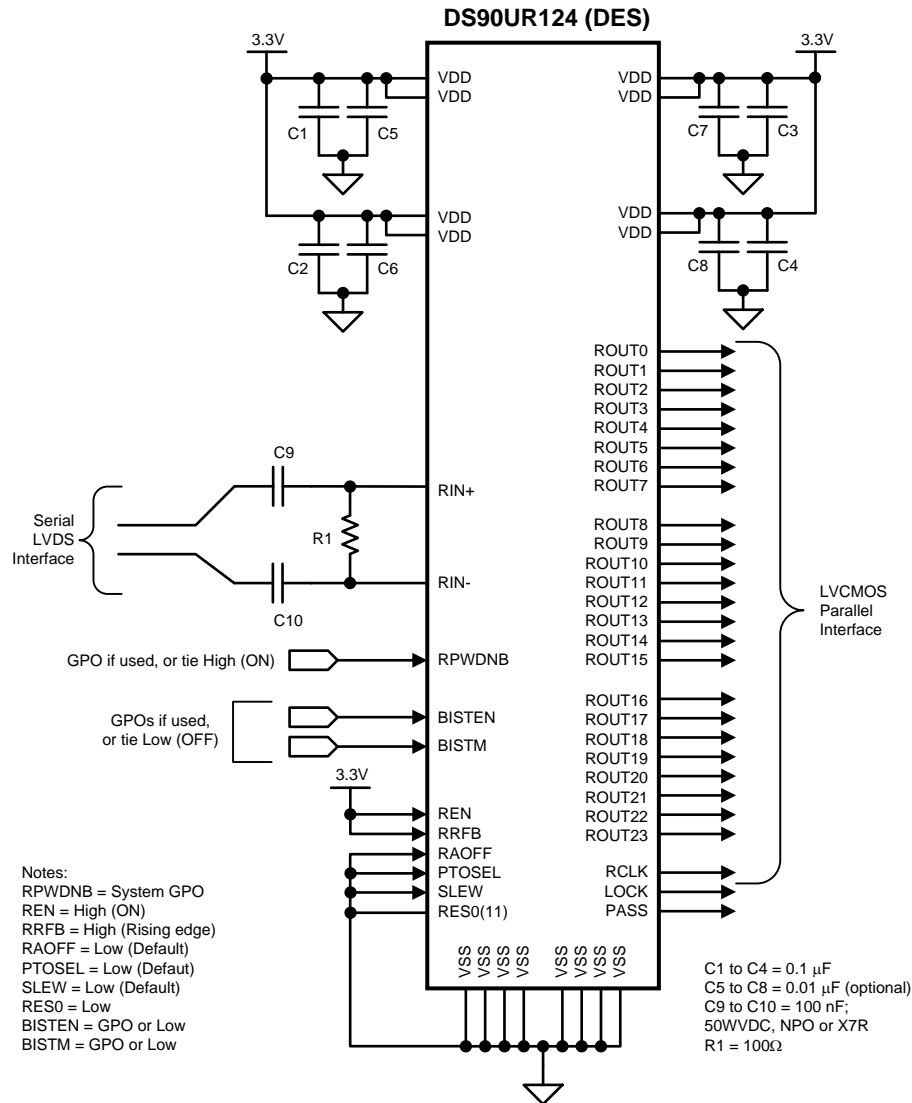 DS90UR124 (DES)
3.3V
3.3V
VDD
VDD
VDD
VDD
C1
C5
C7
C3
VDD
VDD
VDD
VDD
C2
C6
C8
C4
ROUT0
ROUT1
ROUT2
ROUT3
ROUT4
ROUT5
ROUT6
ROUT7
C9
RIN+
Serial
LVDS
Interface
R1
RIN-
C10
ROUT8
ROUT9
ROUT10
ROUT11
ROUT12
ROUT13
ROUT14
ROUT15
LVCMOS
Parallel
Interface
GPO if used, or tie High (ON)
RPWDNB
GPOs if used,
or tie Low (OFF)
BISTEN
BISTM
ROUT16
ROUT17
ROUT18
ROUT19
ROUT20
ROUT21
ROUT22
ROUT23
3.3V
REN
RRFB
RAOFF
PTOSEL
SLEW
RES0(11)
RCLK
LOCK
PASS
VSS
VSS
VSS
VSS
VSS
VSS
VSS
VSS
Notes:
RPWDNB = System GPO
REN = High (ON)
RRFB = High (Rising edge)
RAOFF = Low (Default)
PTOSEL = Low (Defaut)
SLEW = Low (Default)
RES0 = Low
BISTEN = GPO or Low
BISTM = GPO or Low
C1 to C4 = 0.1 μF
C5 to C8 = 0.01 μF (optional)
C9 to C10 = 100 nF;
50WVDC, NPO or X7R
R1 = 100Ω